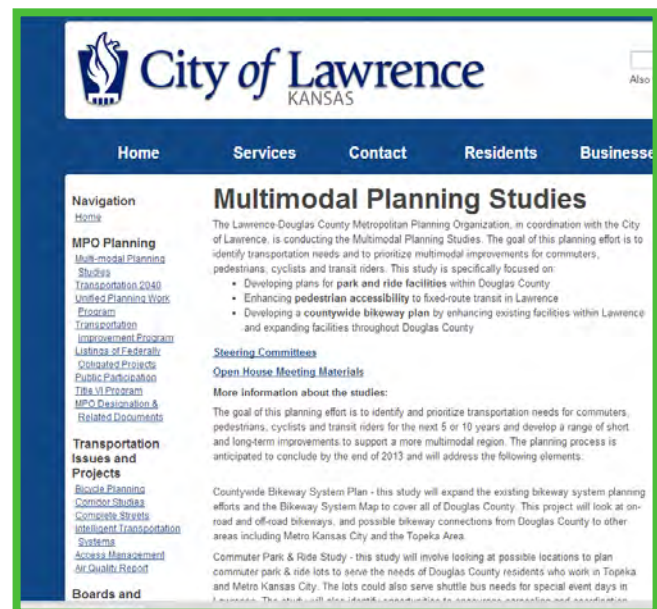 City of Lawrence
KANSAS
Also
Home Services Contact Residents Businesse
Navigation
Home
MPO Planning
Multi-modal Planning
Studies
Transportation 2040
Unified Planning Work
Program
Transportation
Improvement Program
Listings of Federally
Obligated Projects
Public Participation
Title VI Program
MPO Designation &
Related Documents
Transportation
Issues and
Projects
Bicycle Planning
Corridor Studies
Complete Streets
Intelligent Transportation
Systems
Access Management
Air Quality Report
Boards and
Multimodal Planning Studies
The Lawrence-Douglas County Metropolitan Planning Organization, in coordination with the City
of Lawrence, is conducting the Multimodal Planning Studies. The goal of this planning effort is to
identify transportation needs and to prioritize multimodal improvements for commuters,
pedestrians, cyclists and transit riders. This study is specifically focused on:
• Developing plans for park and ride facilities within Douglas County
• Enhancing pedestrian accessibility to fixed-route transit in Lawrence
• Developing a countywide bikeway plan by enhancing existing facilities within Lawrence
and expanding facilities throughout Douglas County
Steering Committees
Open House Meeting Materials
More information about the studies:
The goal of this planning effort is to identify and prioritize transportation needs for commuters,
pedestrians, cyclists and transit riders for the next 5 or 10 years and develop a range of short
and long-term improvements to support a more multimodal region. The planning process is
anticipated to conclude by the end of 2013 and will address the following elements:
Countywide Bikeway System Plan - this study will expand the existing bikeway system planning
efforts and the Bikeway System Map to cover all of Douglas County. This project will look at on-
road and off-road bikeways, and possible bikeway connections from Douglas County to other
areas including Metro Kansas City and the Topeka Area.
Commuter Park & Ride Study - this study will involve looking at possible locations to plan
commuter park & ride lots to serve the needs of Douglas County residents who work in Topeka
and Metro Kansas City. The lots could also serve shuttle bus needs for special event days in
Lawrence. The study will also identify opportunities to encourage carpooling and coordination